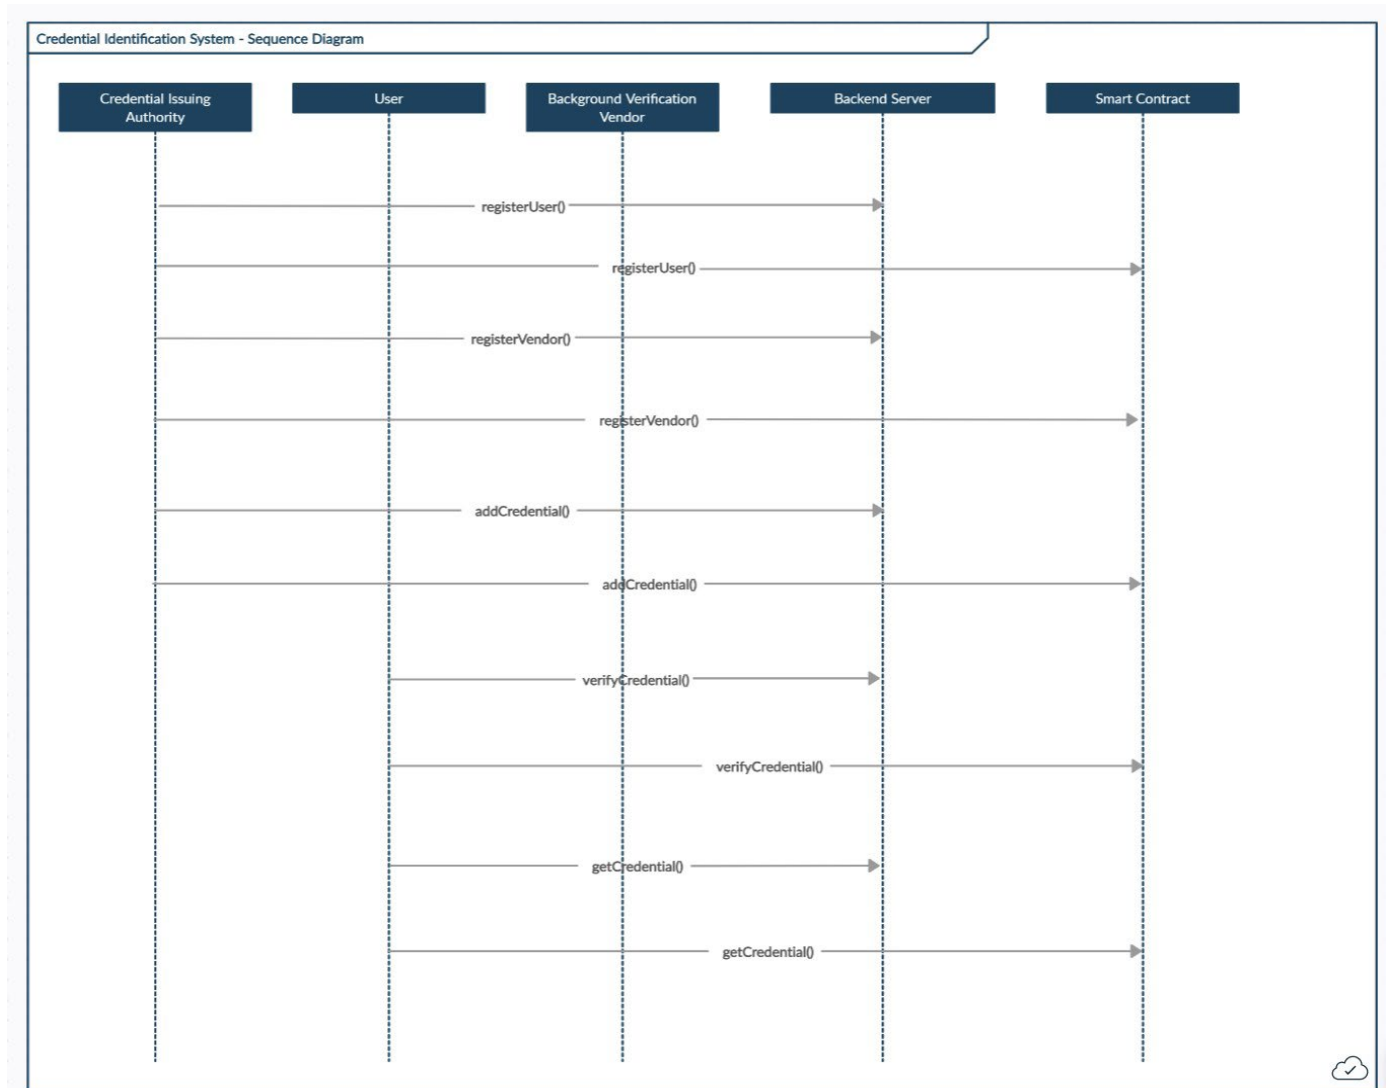 Credential Identification System - Sequence Diagram
Credential Issuing
Authority
User
Background Verification
Vendor
Backend Server
Smart Contract
registerUser()
registerUser()
registerVendor()
registerVendor()
addCredential()
addCredential()
verifyCredential()
verifyCredential()
getCredential()
getCredential()